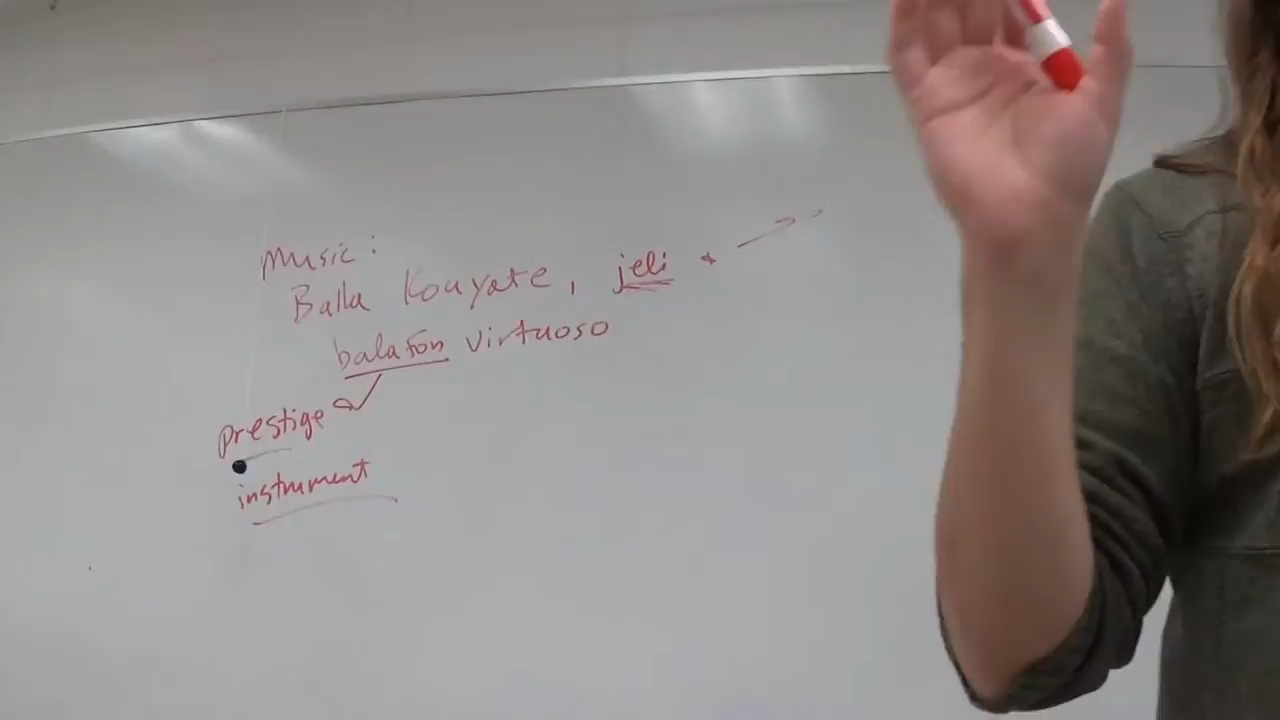 Music:
Balla Kouyate, jeli *
balafon virtuoso
prestige
instrument